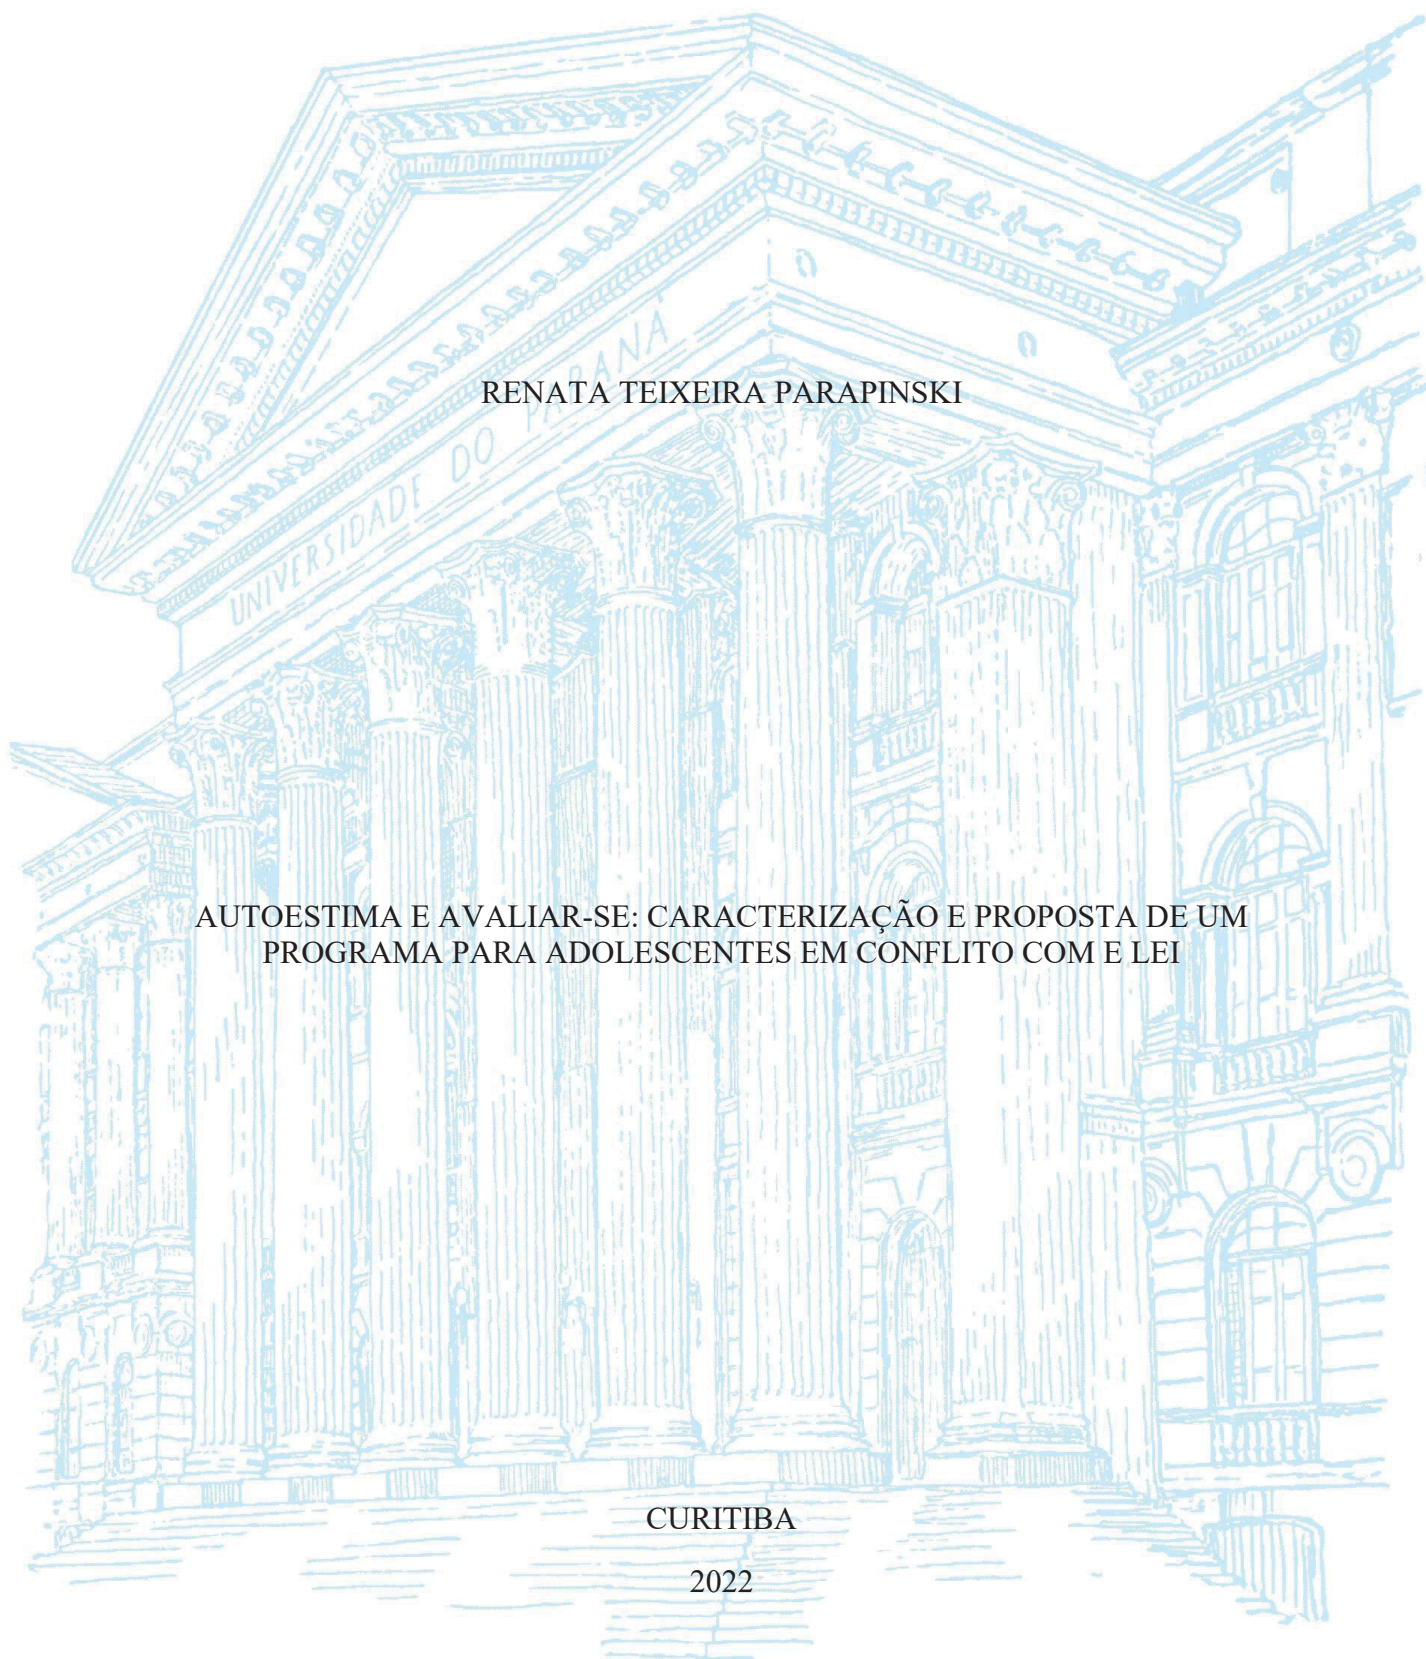 UNIVERSIDADE DO PARANÁ
RENATA TEIXEIRA PARAPINSKI
AUTOESTIMA E AVALIAR-SE: CARACTERIZAÇÃO E PROPOSTA DE UM
PROGRAMA PARA ADOLESCENTES EM CONFLITO COM E LEI
CURITIBA
2022